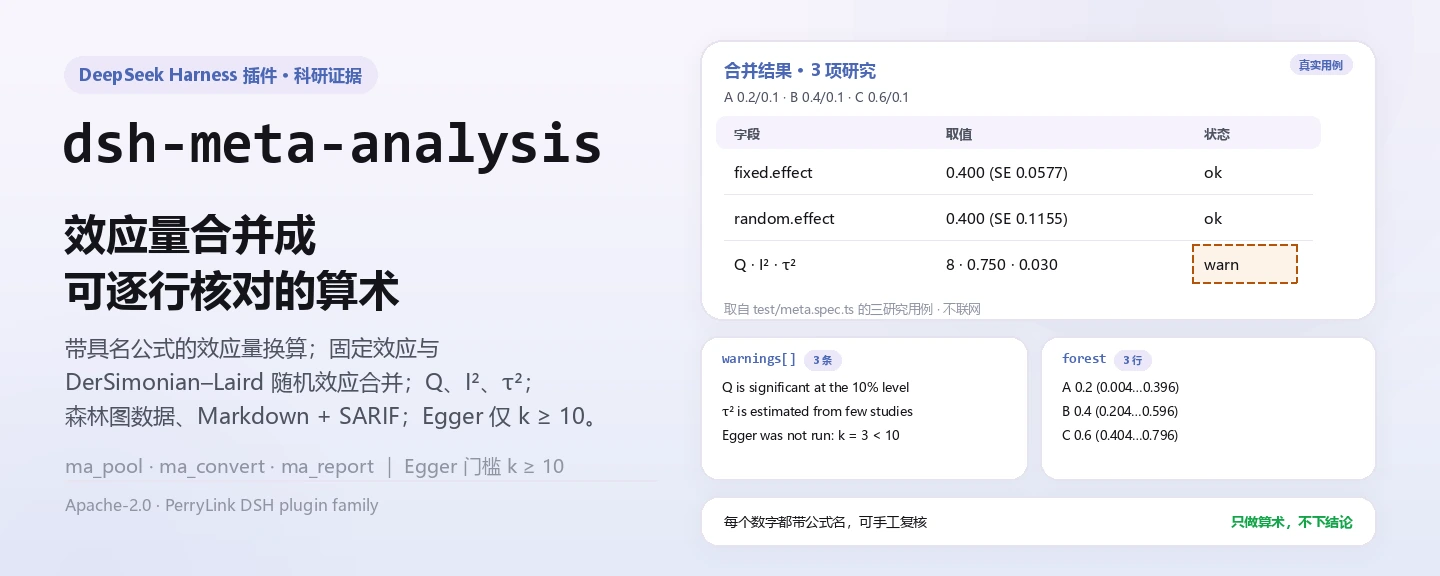 DeepSeek Harness 插件 · 科研证据
dsh-meta-analysis
效应量合并成
可逐行核对的算术
带具名公式的效应量换算；固定效应与
DerSimonian–Laird 随机效应合并；Q、I²、τ²；
森林图数据、Markdown + SARIF；Egger 仅 k ≥ 10。
ma_pool · ma_convert · ma_report | Egger 门槛 k ≥ 10
Apache-2.0 · PerryLink DSH plugin family
合并结果 · 3 项研究
真实用例
A 0.2/0.1 · B 0.4/0.1 · C 0.6/0.1
字段 取值 状态
fixed.effect 0.400 (SE 0.0577) ok
random.effect 0.400 (SE 0.1155) ok
Q · I² · τ² 8 · 0.750 · 0.030 warn
取自 test/meta.spec.ts 的三研究用例 · 不联网
warnings[] 3 条
Q is significant at the 10% level
τ² is estimated from few studies
Egger was not run: k = 3 < 10
forest 3 行
A 0.2 (0.004…0.396)
B 0.4 (0.204…0.596)
C 0.6 (0.404…0.796)
每个数字都带公式名，可手工复核
只做算术，不下结论